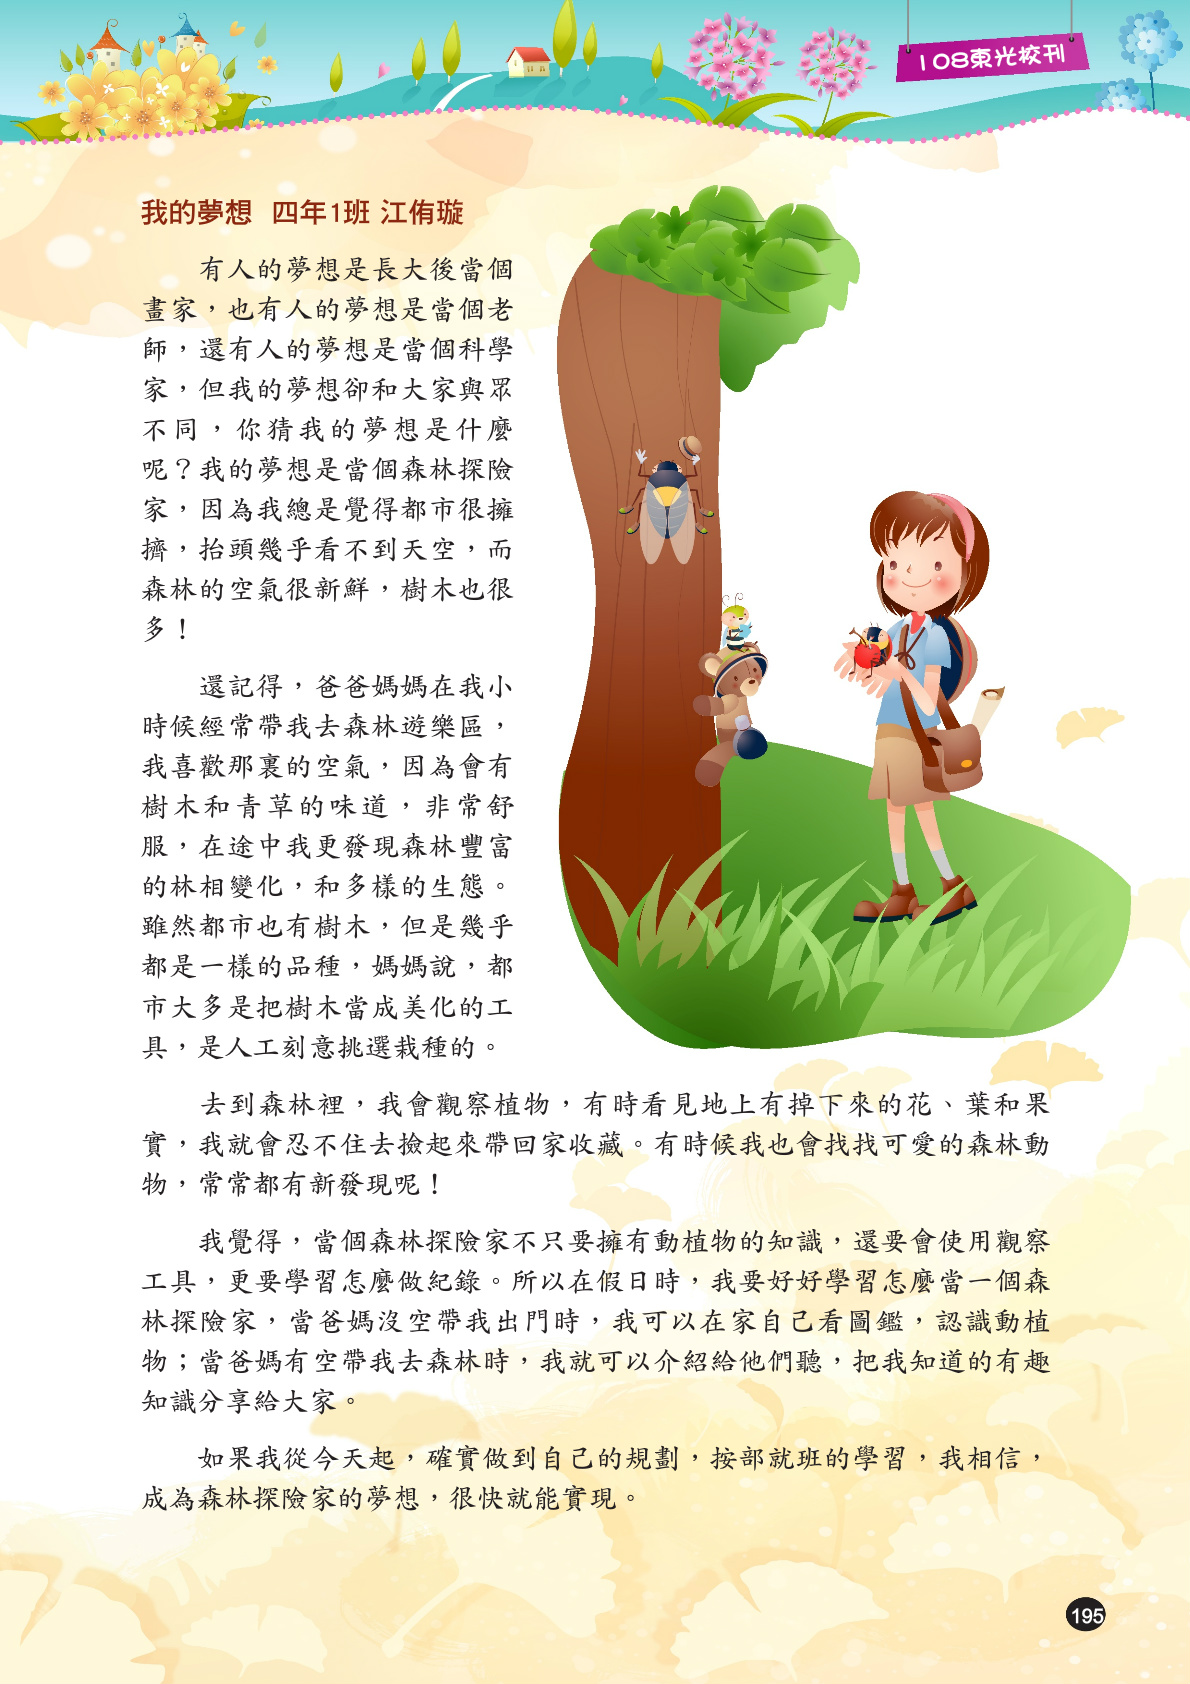 108東光校刊
我的夢想 四年1班 江侑璇
有人的夢想是長大後當個
畫家，也有人的夢想是當個老
師，還有人的夢想是當個科學
家，但我的夢想卻和大家與眾
不同，你猜我的夢想是什麼
呢？我的夢想是當個森林探險
家，因為我總是覺得都市很擁
擠，抬頭幾乎看不到天空，而
森林的空氣很新鮮，樹木也很
多！
還記得，爸爸媽媽在我小
時候經常帶我去森林遊樂區，
我喜歡那裏的空氣，因為會有
樹木和青草的味道，非常舒
服，在途中我更發現森林豐富
的林相變化，和多樣的生態。
雖然都市也有樹木，但是幾乎
都是一樣的品種，媽媽說，都
市大多是把樹木當成美化的工
具，是人工刻意挑選栽種的。
去到森林裡，我會觀察植物，有時看見地上有掉下來的花、葉和果
實，我就會忍不住去撿起來帶回家收藏。有時候我也會找找可愛的森林動
物，常常都有新發現呢！
我覺得，當個森林探險家不只要擁有動植物的知識，還要會使用觀察
工具，更要學習怎麼做紀錄。所以在假日時，我要好好學習怎麼當一個森
林探險家，當爸媽沒空帶我出門時，我可以在家自己看圖鑑，認識動植
物；當爸媽有空帶我去森林時，我就可以介紹給他們聽，把我知道的有趣
知識分享給大家。
如果我從今天起，確實做到自己的規劃，按部就班的學習，我相信，
成為森林探險家的夢想，很快就能實現。
195